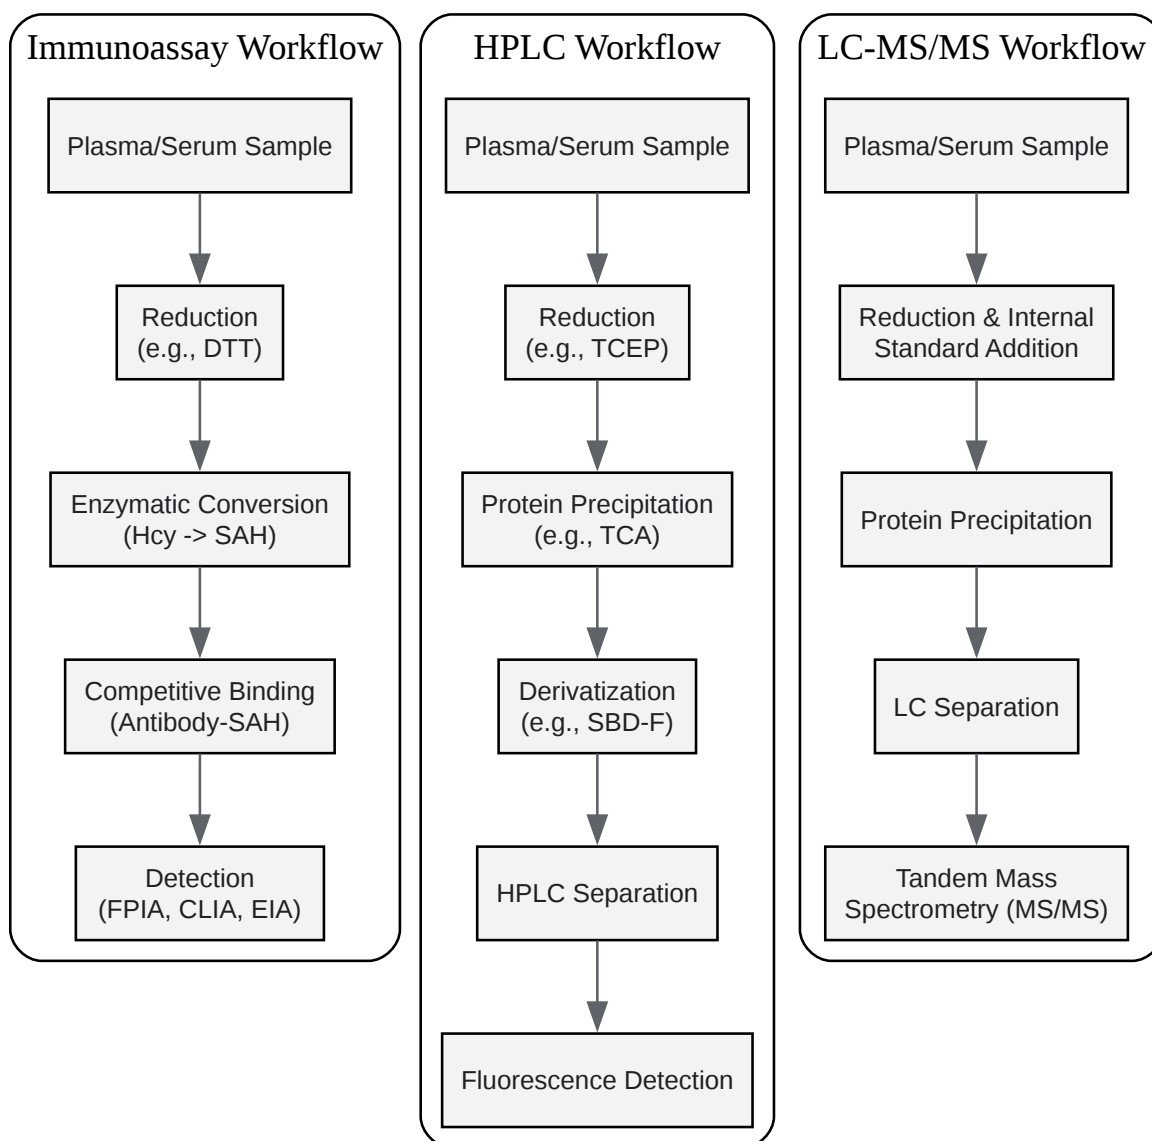 Immunoassay Workflow
Plasma/Serum Sample
Reduction
(e.g., DTT)
Enzymatic Conversion
(Hcy -> SAH)
Competitive Binding
(Antibody-SAH)
Detection
(FPIA, CLIA, EIA)
HPLC Workflow
Plasma/Serum Sample
Reduction
(e.g., TCEP)
Protein Precipitation
(e.g., TCA)
Derivatization
(e.g., SBD-F)
HPLC Separation
Fluorescence Detection
LC-MS/MS Workflow
Plasma/Serum Sample
Reduction & Internal
Standard Addition
Protein Precipitation
LC Separation
Tandem Mass
Spectrometry (MS/MS)